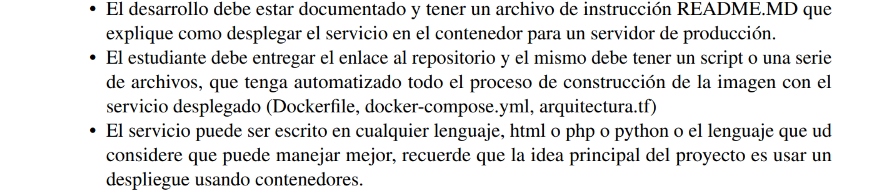 • El desarrollo debe estar documentado y tener un archivo de instrucción README.MD que
explique como desplegar el servicio en el contenedor para un servidor de producción.
• El estudiante debe entregar el enlace al repositorio y el mismo debe tener un script o una serie
de archivos, que tenga automatizado todo el proceso de construcción de la imagen con el
servicio desplegado (Dockerfile, docker-compose.yml, arquitectura.tf)
• El servicio puede ser escrito en cualquier lenguaje, html o php o python o el lenguaje que ud
considere que puede manejar mejor, recuerde que la idea principal del proyecto es usar un
despliegue usando contenedores.